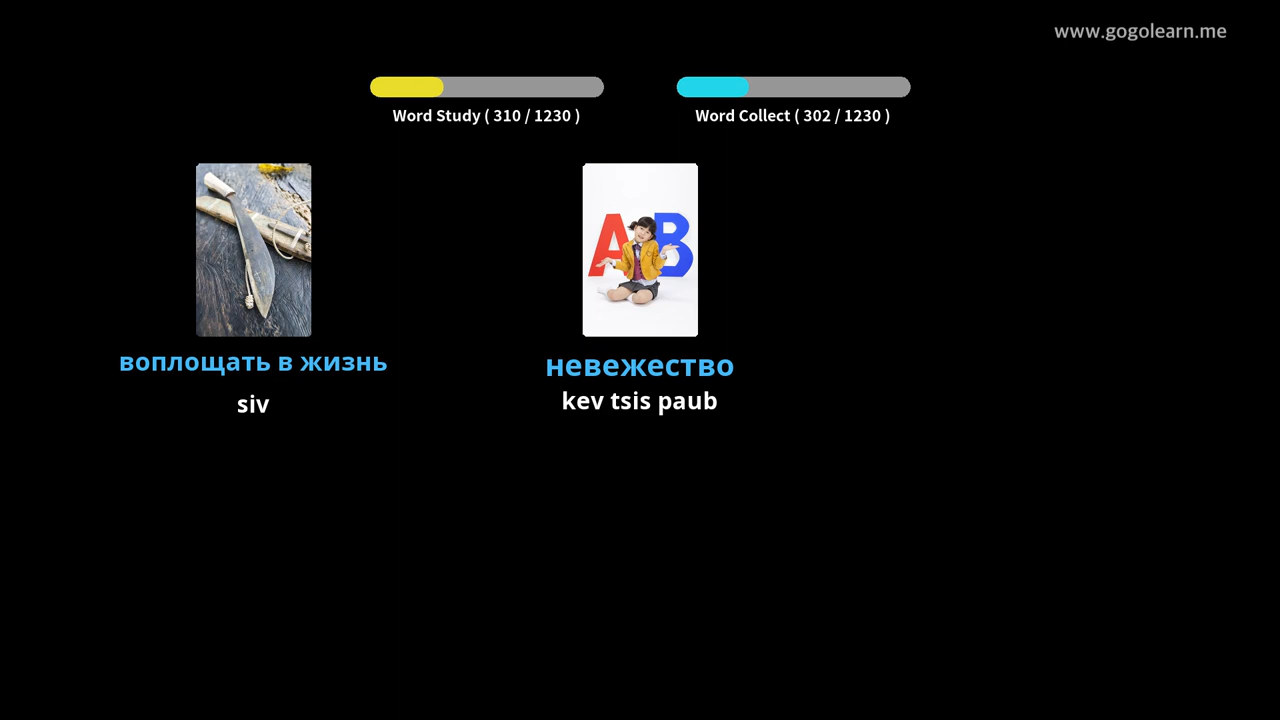 www.gogolearn.me
Word Study ( 310 / 1230 )
Word Collect ( 302 / 1230 )
A B
воплощать в жизнь
siv
невежество
kev tsis paub